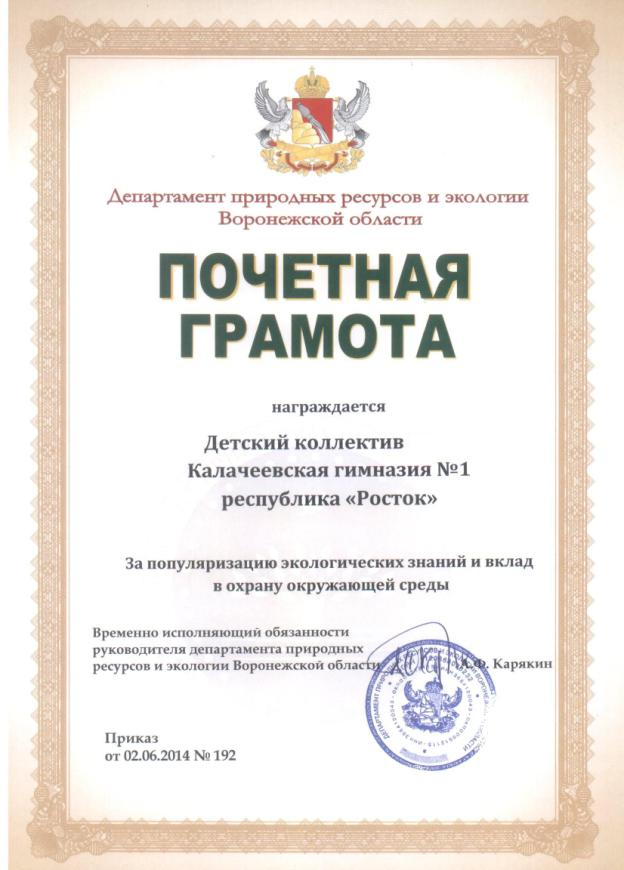 Департамент природных ресурсов и экологии
Воронежской области
ПОЧЕТНАЯ
ГРАМОТА
награждается
Детский коллектив
Калачеевская гимназия №1
республика «Росток»
За популяризацию экологических знаний и вклад
в охрану окружающей среды
Временно исполняющий обязанности
руководителя департамента природных
ресурсов и экологии Воронежской области А.Ф. Карякин
Приказ
от 02.06.2014 № 192